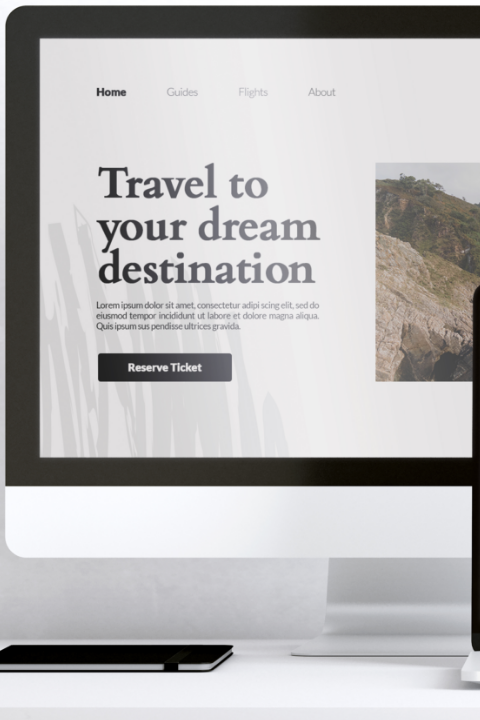 Home Guides Flights About
Travel to
your dream
destination
Lorem ipsum dolor sit amet, consectetur adipi scing elit, sed do
eiusmod tempor incididunt ut labore et dolore magna aliqua.
Quis ipsum sus pendisse ultrices gravida.
Reserve Ticket